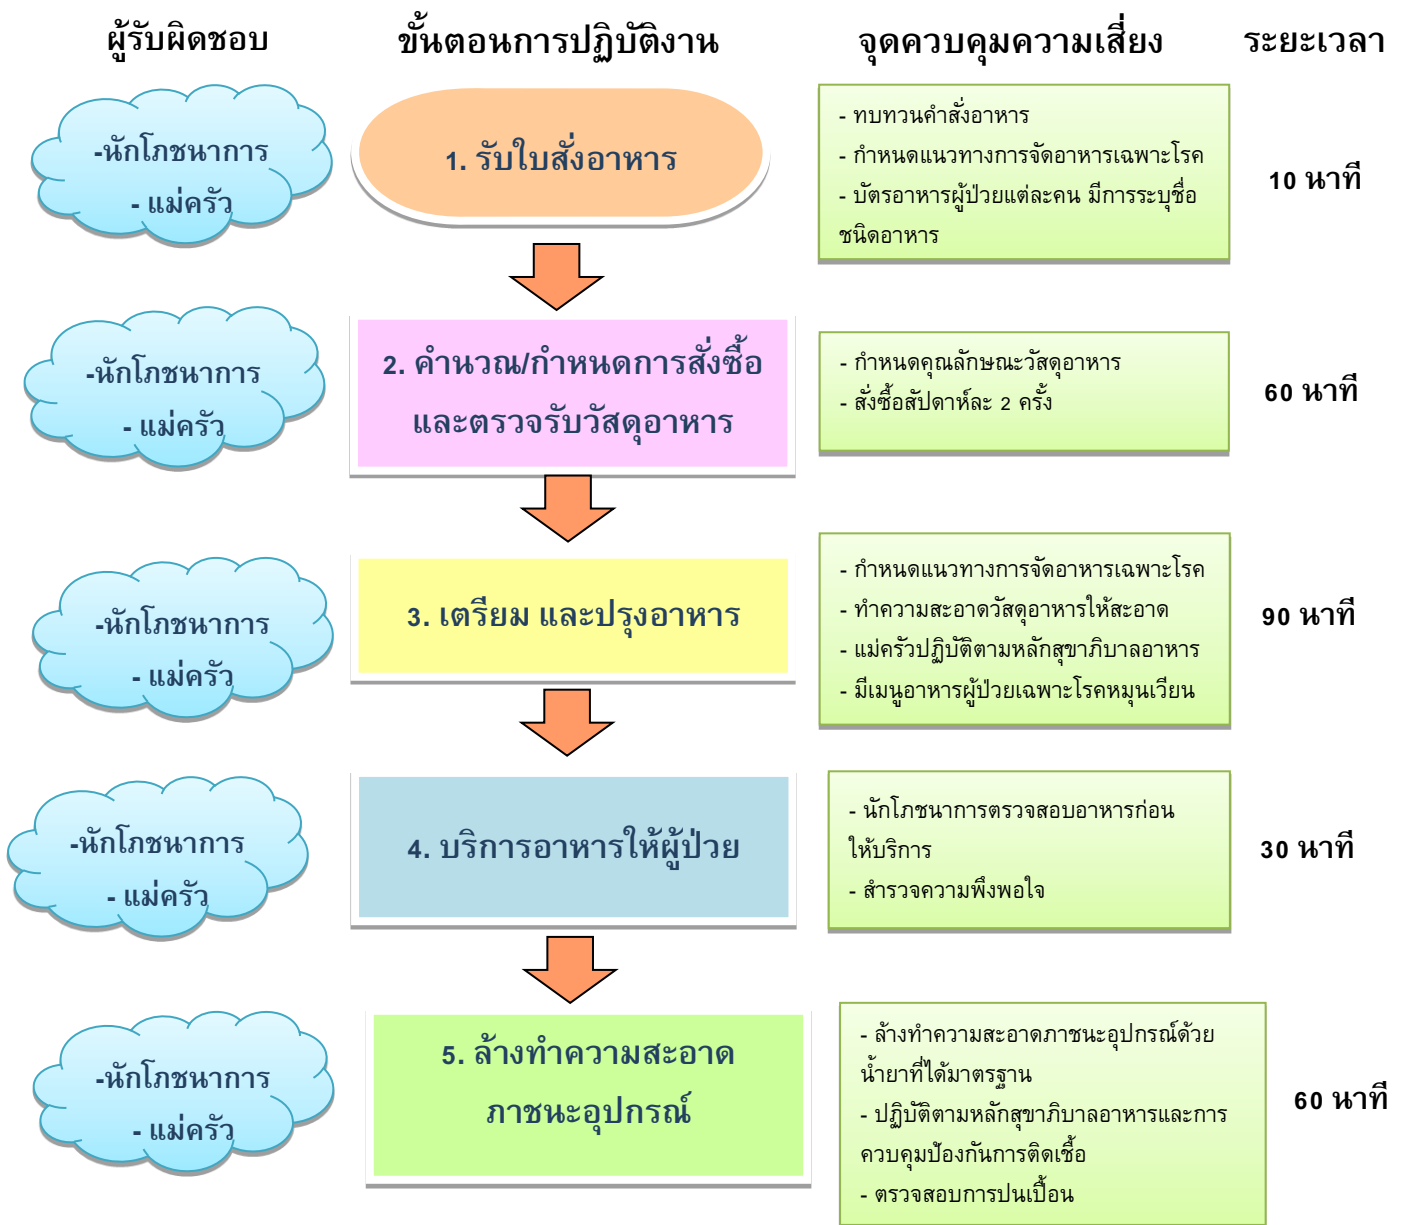 ผู้รับผิดชอบ
ขั้นตอนการปฏิบัติงาน
จุดควบคุมความเสี่ยง
ระยะเวลา
-นักโภชนาการ
- แม่ครัว
1. รับใบสั่งอาหาร
- ทบทวนคำสั่งอาหาร
- กำหนดแนวทางการจัดอาหารเฉพาะโรค
- บัตรอาหารผู้ป่วยแต่ละคน มีการระบุชื่อ
ชนิดอาหาร
10 นาที
-นักโภชนาการ
- แม่ครัว
2. คำนวณ/กำหนดการสั่งซื้อ
และตรวจรับวัสดุอาหาร
- กำหนดคุณลักษณะวัสดุอาหาร
- สั่งซื้อสัปดาห์ละ 2 ครั้ง
60 นาที
-นักโภชนาการ
- แม่ครัว
3. เตรียม และปรุงอาหาร
- กำหนดแนวทางการจัดอาหารเฉพาะโรค
- ทำความสะอาดวัสดุอาหารให้สะอาด
- แม่ครัวปฏิบัติตามหลักสุขาภิบาลอาหาร
- มีเมนูอาหารผู้ป่วยเฉพาะโรคหมุนเวียน
90 นาที
-นักโภชนาการ
- แม่ครัว
4. บริการอาหารให้ผู้ป่วย
- นักโภชนาการตรวจสอบอาหารก่อน
ให้บริการ
- สำรวจความพึงพอใจ
30 นาที
-นักโภชนาการ
- แม่ครัว
5. ล้างทำความสะอาด
ภาชนะอุปกรณ์
- ล้างทำความสะอาดภาชนะอุปกรณ์ด้วย
น้ำยาที่ได้มาตรฐาน
- ปฏิบัติตามหลักสุขาภิบาลอาหารและการ
ควบคุมป้องกันการติดเชื้อ
- ตรวจสอบการปนเปื้อน
60 นาที